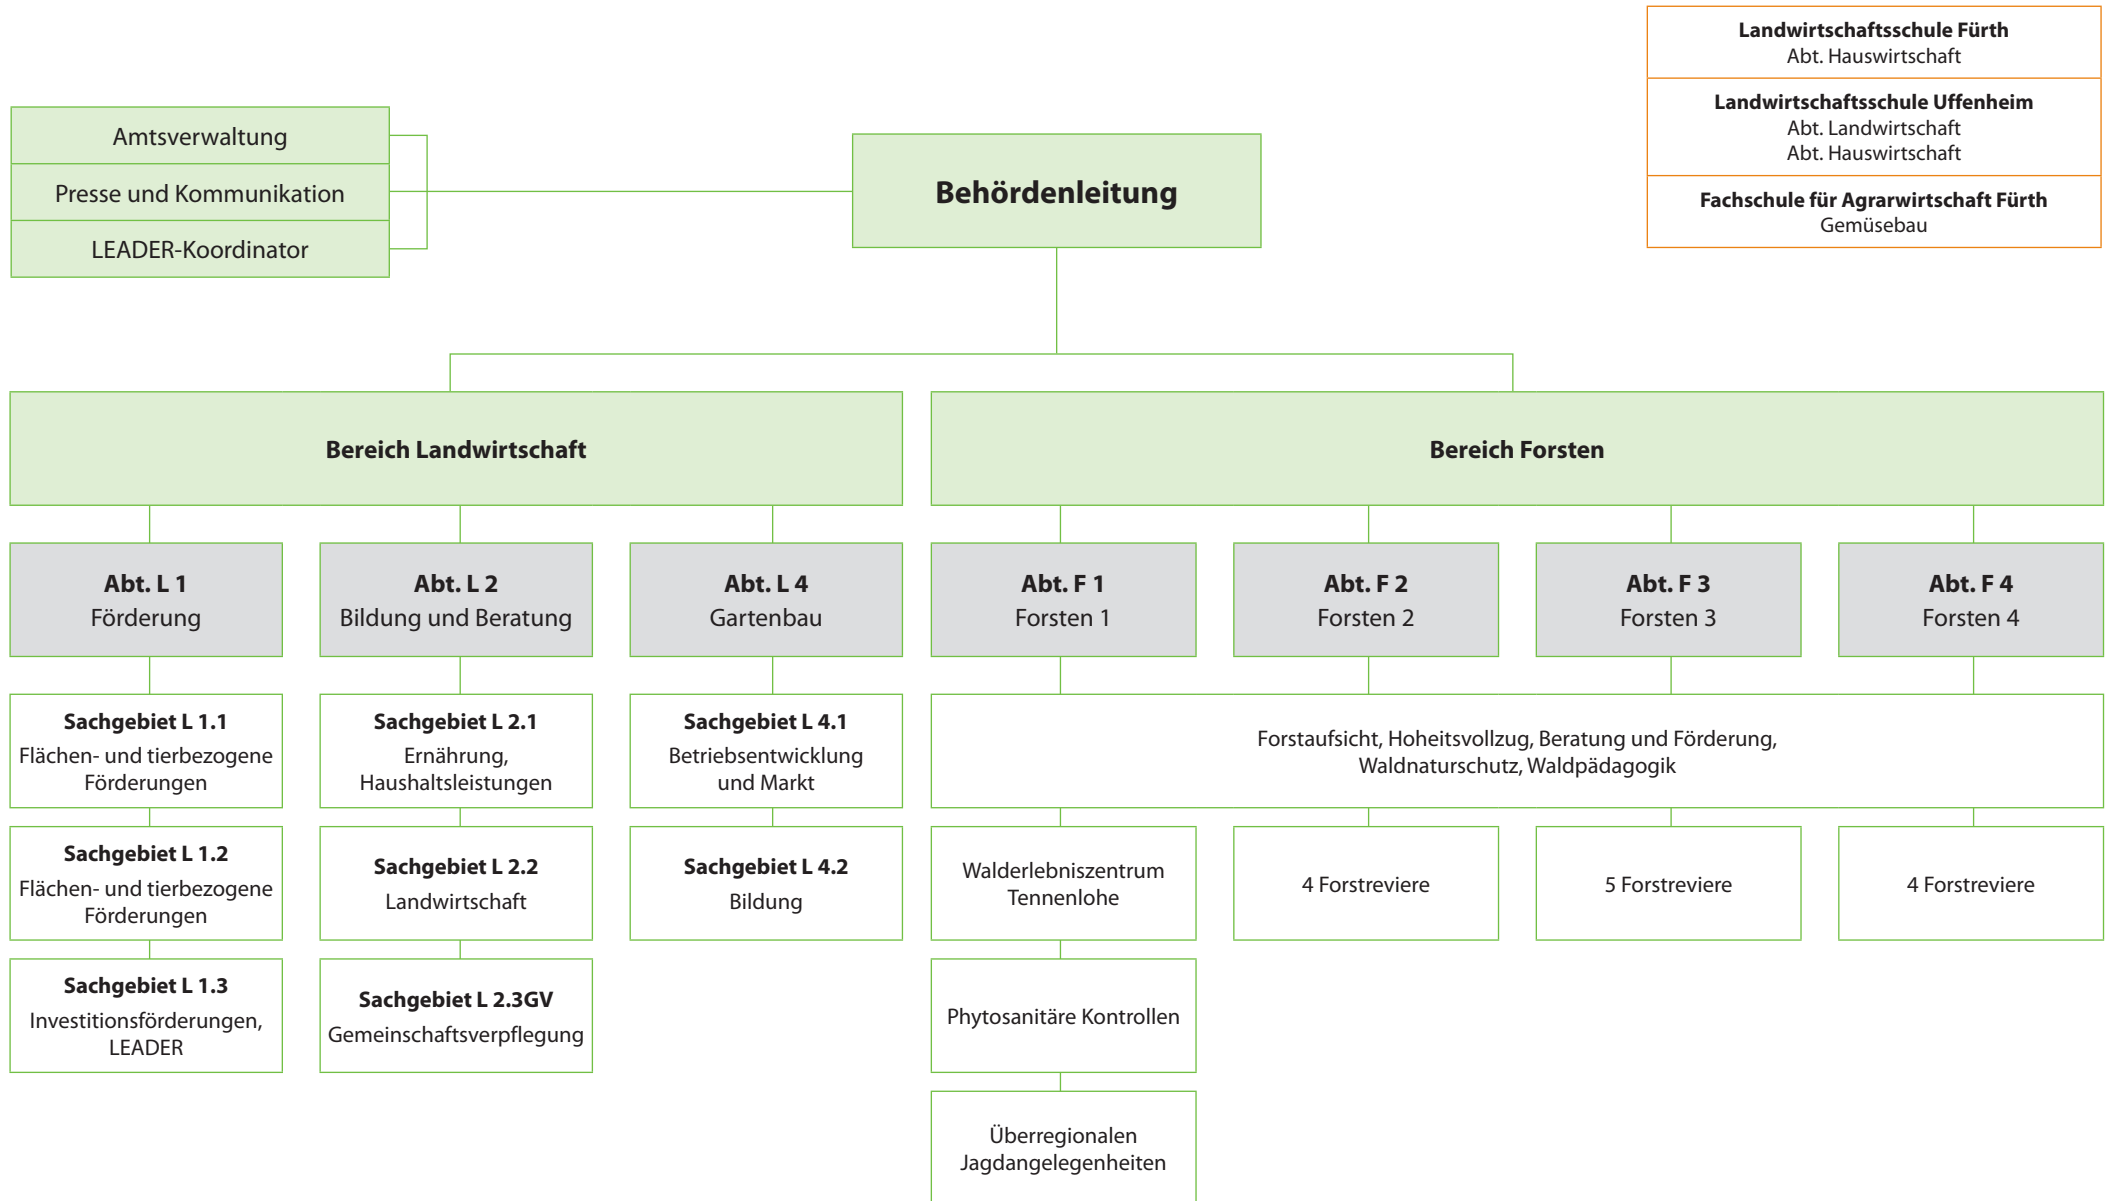 Landwirtschaftsschule Fürth
Abt. Hauswirtschaft
Landwirtschaftsschule Uffenheim
Abt. Landwirtschaft
Abt. Hauswirtschaft
Fachschule für Agrarwirtschaft Fürth
Gemüsebau
Amtsverwaltung
Presse und Kommunikation
LEADER-Koordinator
Behördenleitung
Bereich Landwirtschaft
Bereich Forsten
Abt. L 1
Förderung
Abt. L 2
Bildung und Beratung
Abt. L 4
Gartenbau
Abt. F 1
Forsten 1
Abt. F 2
Forsten 2
Abt. F 3
Forsten 3
Abt. F 4
Forsten 4
Sachgebiet L 1.1
Flächen- und tierbezogene
Förderungen
Sachgebiet L 2.1
Ernährung,
Haushaltsleistungen
Sachgebiet L 4.1
Betriebsentwicklung
und Markt
Forstaufsicht, Hoheitsvollzug, Beratung und Förderung,
Waldnaturschutz, Waldpädagogik
Sachgebiet L 1.2
Flächen- und tierbezogene
Förderungen
Sachgebiet L 2.2
Landwirtschaft
Sachgebiet L 4.2
Bildung
Walderlebniszentrum
Tennenlohe
4 Forstreviere
5 Forstreviere
4 Forstreviere
Sachgebiet L 1.3
Investitionsförderungen,
LEADER
Sachgebiet L 2.3GV
Gemeinschaftsverpflegung
Phytosanitäre Kontrollen
Überregionalen
Jagdangelegenheiten